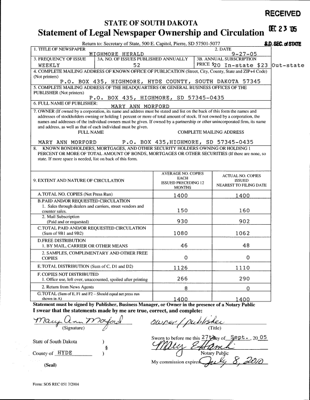 RECEIVED
DEC 23 '05
S.D. SEC. of STATE
STATE OF SOUTH DAKOTA
Statement of Legal Newspaper Ownership and Circulation
Return to: Secretary of State, 500 E. Capitol, Pierre, SD 57501-5077
1. TITLE OF NEWSPAPER
HIGHMORE HERALD
2. DATE
9-27-05
3. FREQUENCY OF ISSUE
WEEKLY
3A. NO. OF ISSUES PUBLISHED ANNUALLY
52
3B. ANNUAL SUBSCRIPTION
PRICE $20 In-state $23 Out-state
4. COMPLETE MAILING ADDRESS OF KNOWN OFFICE OF PUBLICATION (Street, City, County, State and ZIP+4 Code)
(Not printers)
P.O. BOX 435, HIGHMORE, HYDE COUNTY, SOUTH DAKOTA 57345
5. COMPLETE MAILING ADDRESS OF THE HEADQUARTERS OR GENERAL BUSINESS OFFICES OF THE
PUBLISHER (Not printer)
P.O. BOX 435, HIGHMORE, SD 57345-0435
6. FULL NAME OF PUBLISHER:
MARY ANN MORFORD
7. OWNER (If owned by a corporation, its name and address must be stated and also on the back of this form the names and
addresses of stockholders owning or holding 1 percent or more of total amount of stock. If not owned by a corporation, the
names and addresses of the individual owners must be given. If owned by a partnership or other unincorporated firm, its name
and address, as well as that of each individual must be given.
FULL NAME
COMPLETE MAILING ADDRESS
MARY ANN MORFORD P.O. BOX 435, HIGHMORE, SD 57345-0435
8. KNOWN BONDHOLDERS, MORTGAGES, AND OTHER SECURITY HOLDERS OWNING OR HOLDING 1
PERCENT OR MORE OF TOTAL AMOUNT OF BONDS, MORTGAGES OR OTHER SECURITIES (If there are none, so
state. If more space is needed, list on back of this form.
9. EXTENT AND NATURE OF CIRCULATION
AVERAGE NO. COPIES
EACH
ISSUED PRECEDING 12
MONTHS
ACTUAL NO. COPIES
ISSUED
NEAREST TO FILING DATE
A. TOTAL NO. COPIES (Net Press Run) 1400 1400
B. PAID AND/OR REQUESTED CIRCULATION
1. Sales through dealers and carriers, street vendors and
counter sales. 150 160
2. Mail Subscription
(Paid and or requested) 930 902
C. TOTAL PAID AND/OR REQUESTED CIRCULATION
(Sum of 9B1 and 9B2) 1080 1062
D. FREE DISTRIBUTION
1. BY MAIL, CARRIER OR OTHER MEANS 46 48
2. SAMPLES, COMPLIMENTARY AND OTHER FREE
COPIES 0 0
E. TOTAL DISTRIBUTION (Sum of C, D1 and D2) 1126 1110
F. COPIES NOT DISTRIBUTED
1. Office use, left over, unaccounted, spoiled after printing 266 290
2. Return from News Agents 8 0
G. TOTAL (Sum of E, F1 and F2 - Should equal net press run
shown in A) 1400 1400
Statement must be signed by Publisher, Business Manager, or Owner in the presence of a Notary Public
I swear that the statements made by me are true, correct, and complete:
Mary Ann Morford owner/publisher
(Signature) (Title)
State of South Dakota )
Sworn to before me this 27th day of Sept., 20 05
County of HYDE )
Notary Public
(Seal)
My commission expires July 8, 2010
Form: SOS REC 051 7/2004